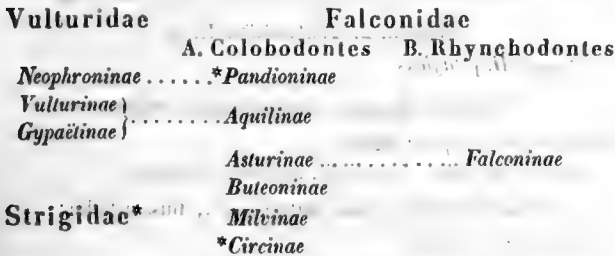 Vulturidae Falconidae
A. Colobodontes B. Rhynchodontes
Neophroninae ...... *Pandioninae
Vulturinae }
Gypaëtinae } ........ Aquilinae
Asturinae .............. Falconinae
Buteoninae
Strigidae* Milvinae
*Circinae